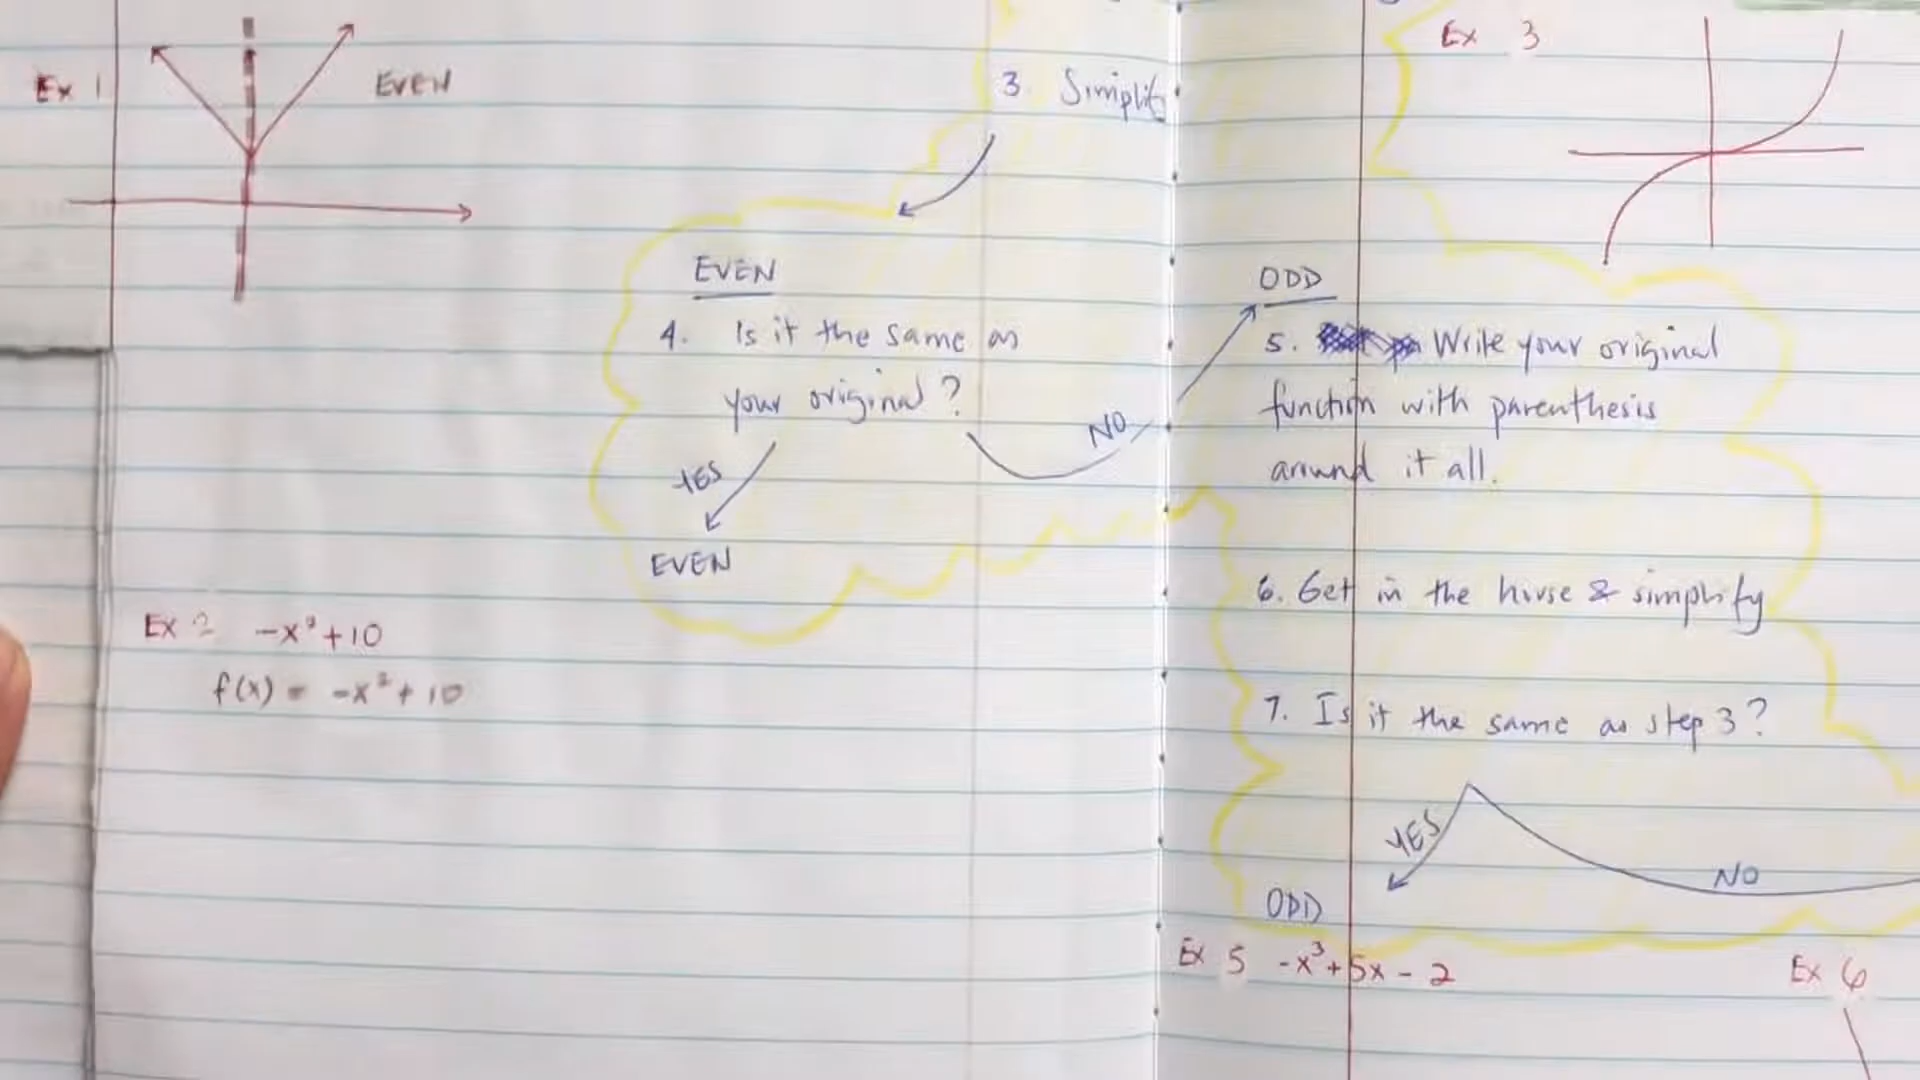 Ex 1
EVEN
3. Simplify
EVEN
4. Is it the same as
your original?
YES
NO
EVEN
Ex 2 -x² + 10
f(x) = -x² + 10
Ex 3
ODD
5. Write your original
function with parenthesis
around it all.
6. Get in the & simplify
7. Is it the same as step 3?
YES
NO
ODD
Ex 5 -x³ + 5x - 2
Ex 6